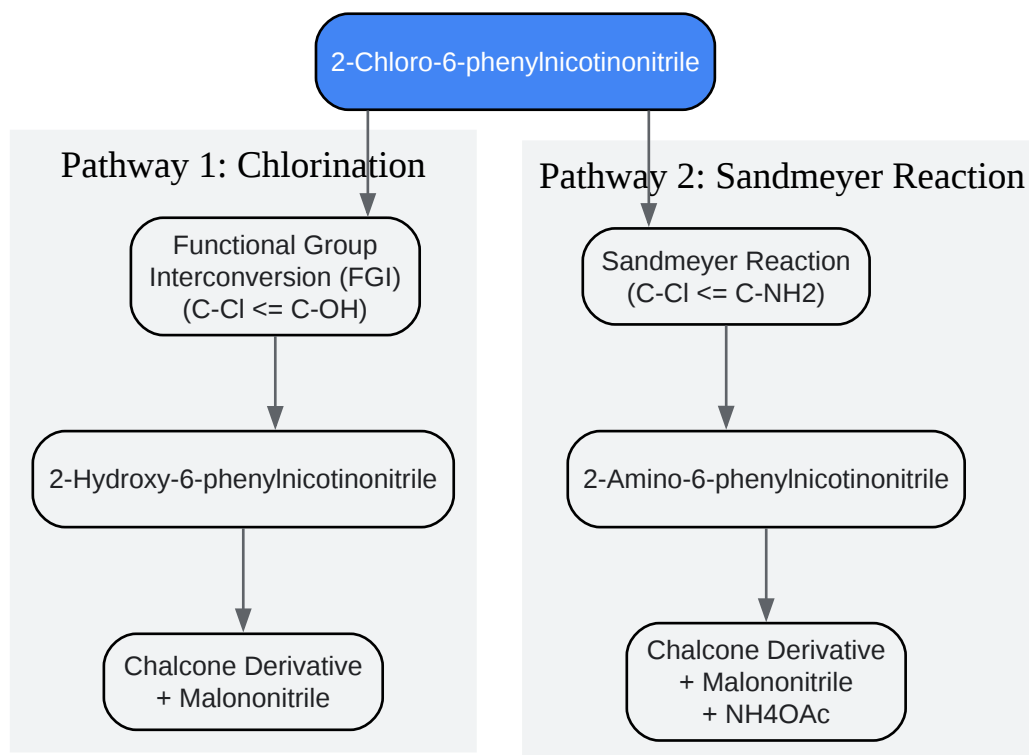 2-Chloro-6-phenylnicotinonitrile
Pathway 1: Chlorination
Functional Group
Interconversion (FGI)
(C-Cl <= C-OH)
2-Hydroxy-6-phenylnicotinonitrile
Chalcone Derivative
+ Malononitrile
Pathway 2: Sandmeyer Reaction
Sandmeyer Reaction
(C-Cl <= C-NH2)
2-Amino-6-phenylnicotinonitrile
Chalcone Derivative
+ Malononitrile
+ NH4OAc